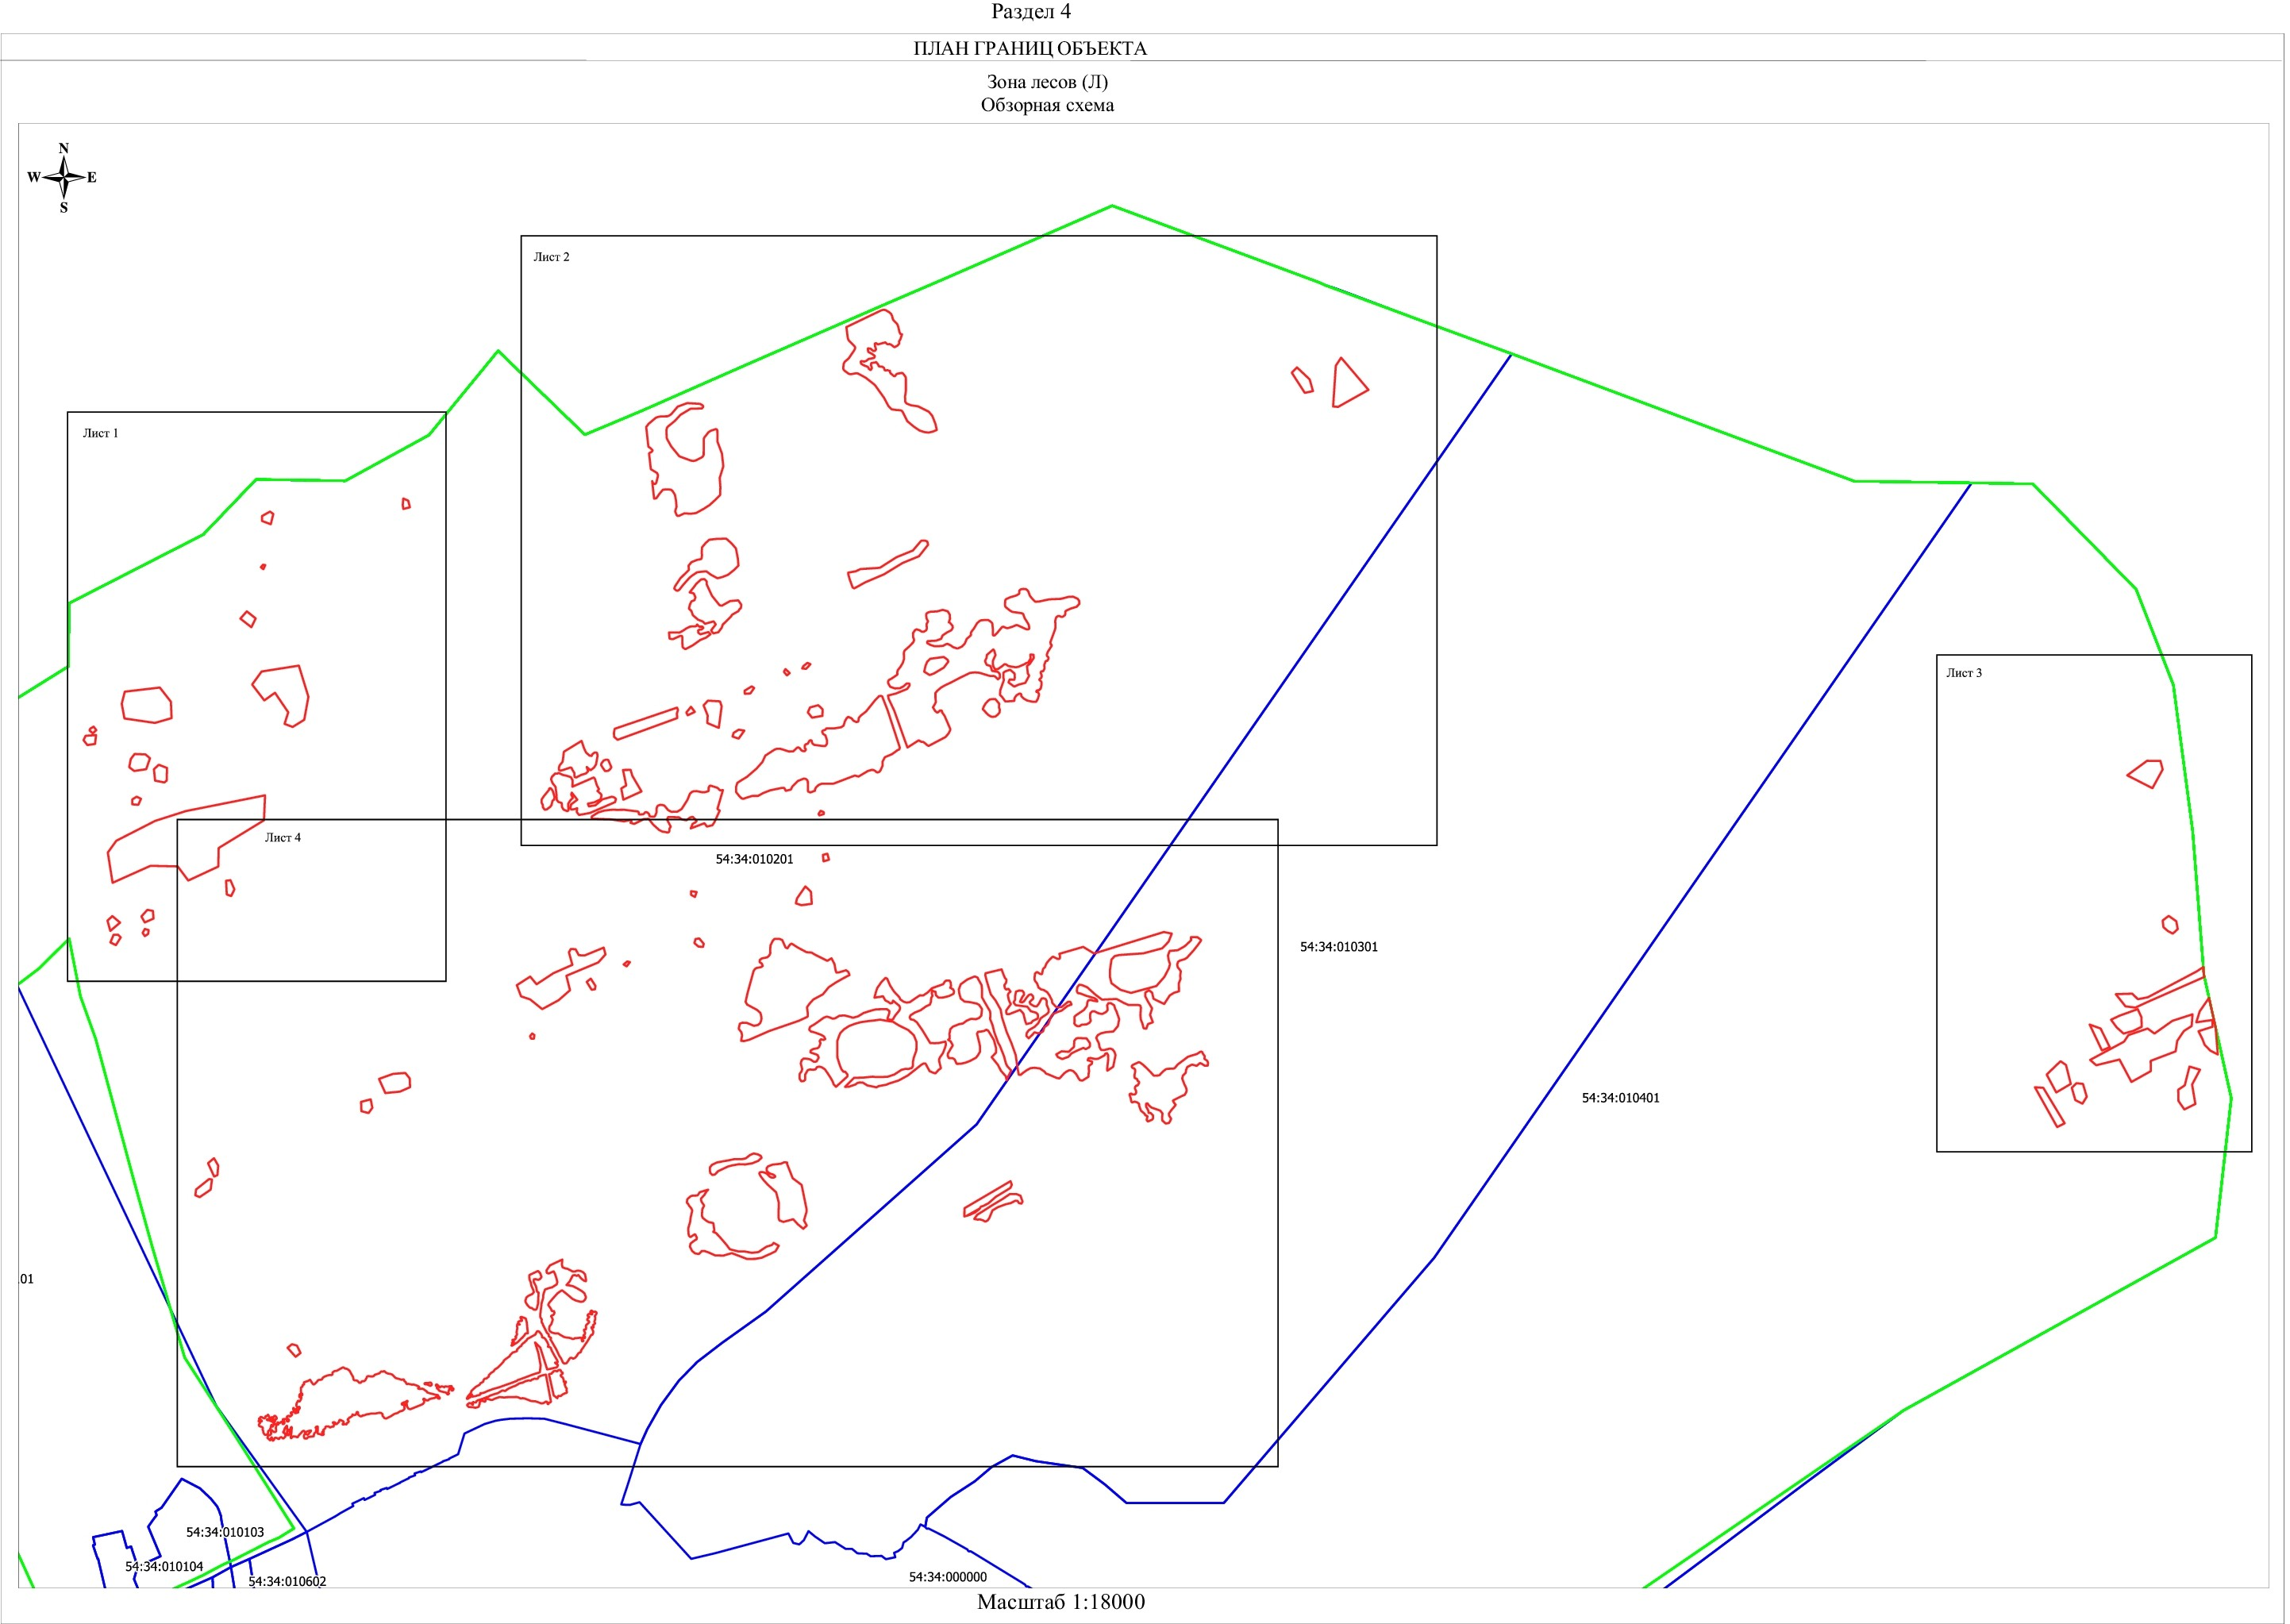 Раздел 4
ПЛАН ГРАНИЦ ОБЪЕКТА
Зона лесов (Л)
Обзорная схема
N
W E
S
Лист 2
Лист 1
Лист 3
Лист 4
54:34:010201
54:34:010301
54:34:010401
01
54:34:010103
54:34:010104
54:34:010602
54:34:000000
Масштаб 1:18000